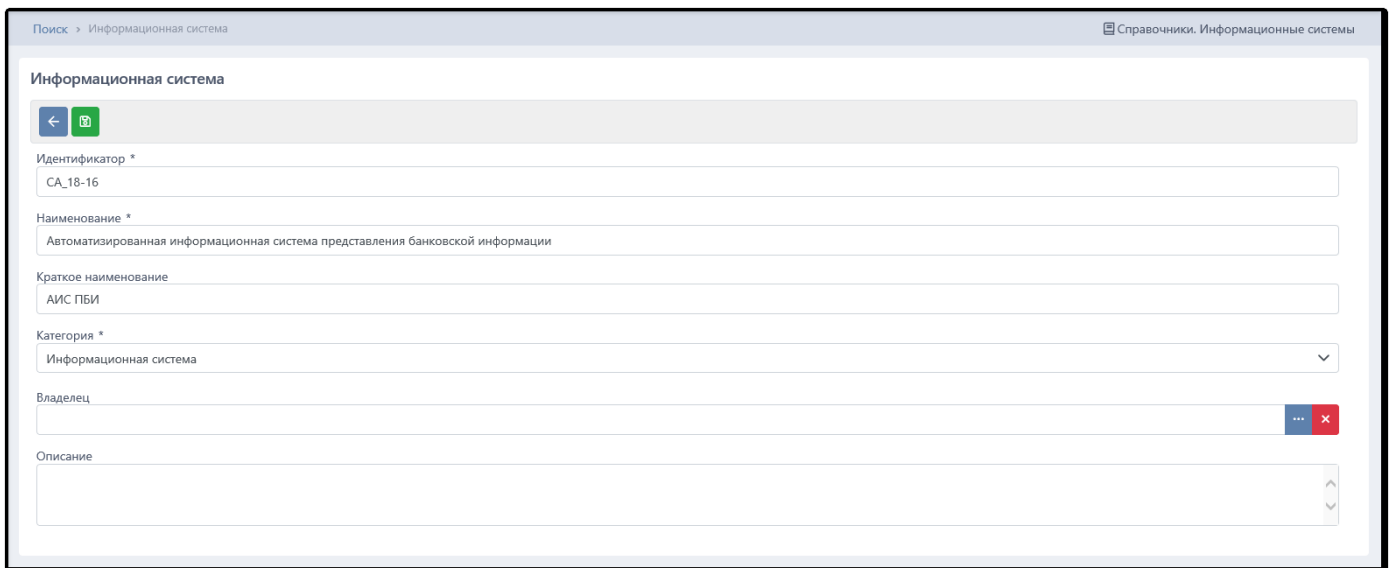 Поиск › Информационная система
Справочники. Информационные системы
Информационная система
Идентификатор *
СА_18-16
Наименование *
Автоматизированная информационная система представления банковской информации
Краткое наименование
АИС ПБИ
Категория *
Информационная система
Владелец
Описание